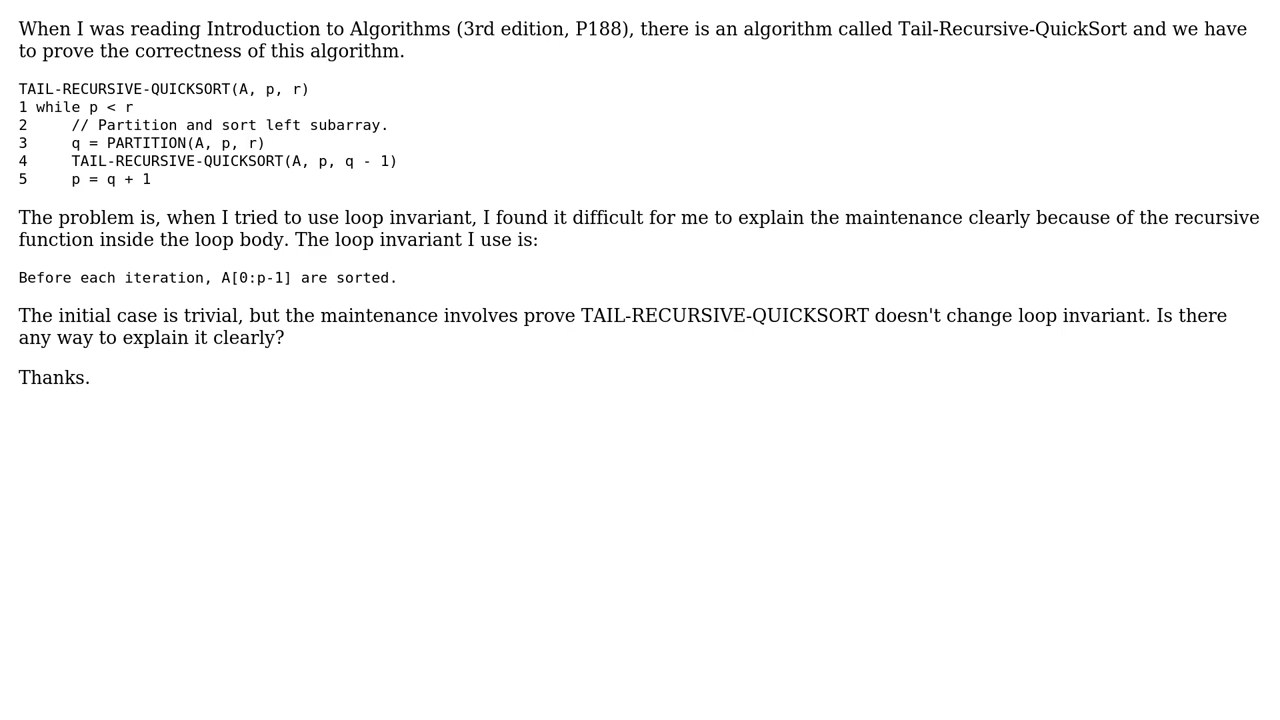 When I was reading Introduction to Algorithms (3rd edition, P188), there is an algorithm called Tail-Recursive-QuickSort and we have
to prove the correctness of this algorithm.
TAIL-RECURSIVE-QUICKSORT(A, p, r)
1 while p < r
2     // Partition and sort left subarray.
3     q = PARTITION(A, p, r)
4     TAIL-RECURSIVE-QUICKSORT(A, p, q - 1)
5     p = q + 1
The problem is, when I tried to use loop invariant, I found it difficult for me to explain the maintenance clearly because of the recursive
function inside the loop body. The loop invariant I use is:
Before each iteration, A[0:p-1] are sorted.
The initial case is trivial, but the maintenance involves prove TAIL-RECURSIVE-QUICKSORT doesn't change loop invariant. Is there
any way to explain it clearly?
Thanks.